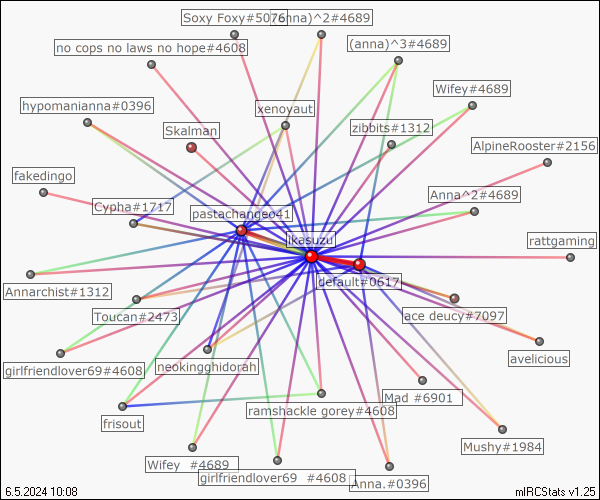 Soxy Foxy#5076
(anna)^2#4689
no cops no laws no hope#4608
(anna)^3#4689
Wifey#4689
hypomanianna#0396
xenoyaut
Skalman
zibbits#1312
AlpineRooster#2156
fakedingo
Cypha#1717
Anna^2#4689
pastachangeo41
ikasuzu
rattgaming
Annarchist#1312
default#0617
Toucan#2473
ace deucy#7097
girlfriendlover69#4608
neokingghidorah
avelicious
Mad #6901
ramshackle gorey#4608
frisout
Mushy#1984
Wifey #4689
girlfriendlover69 #4608
Anna.#0396
6.5.2024 10:08
mIRCStats v1.25